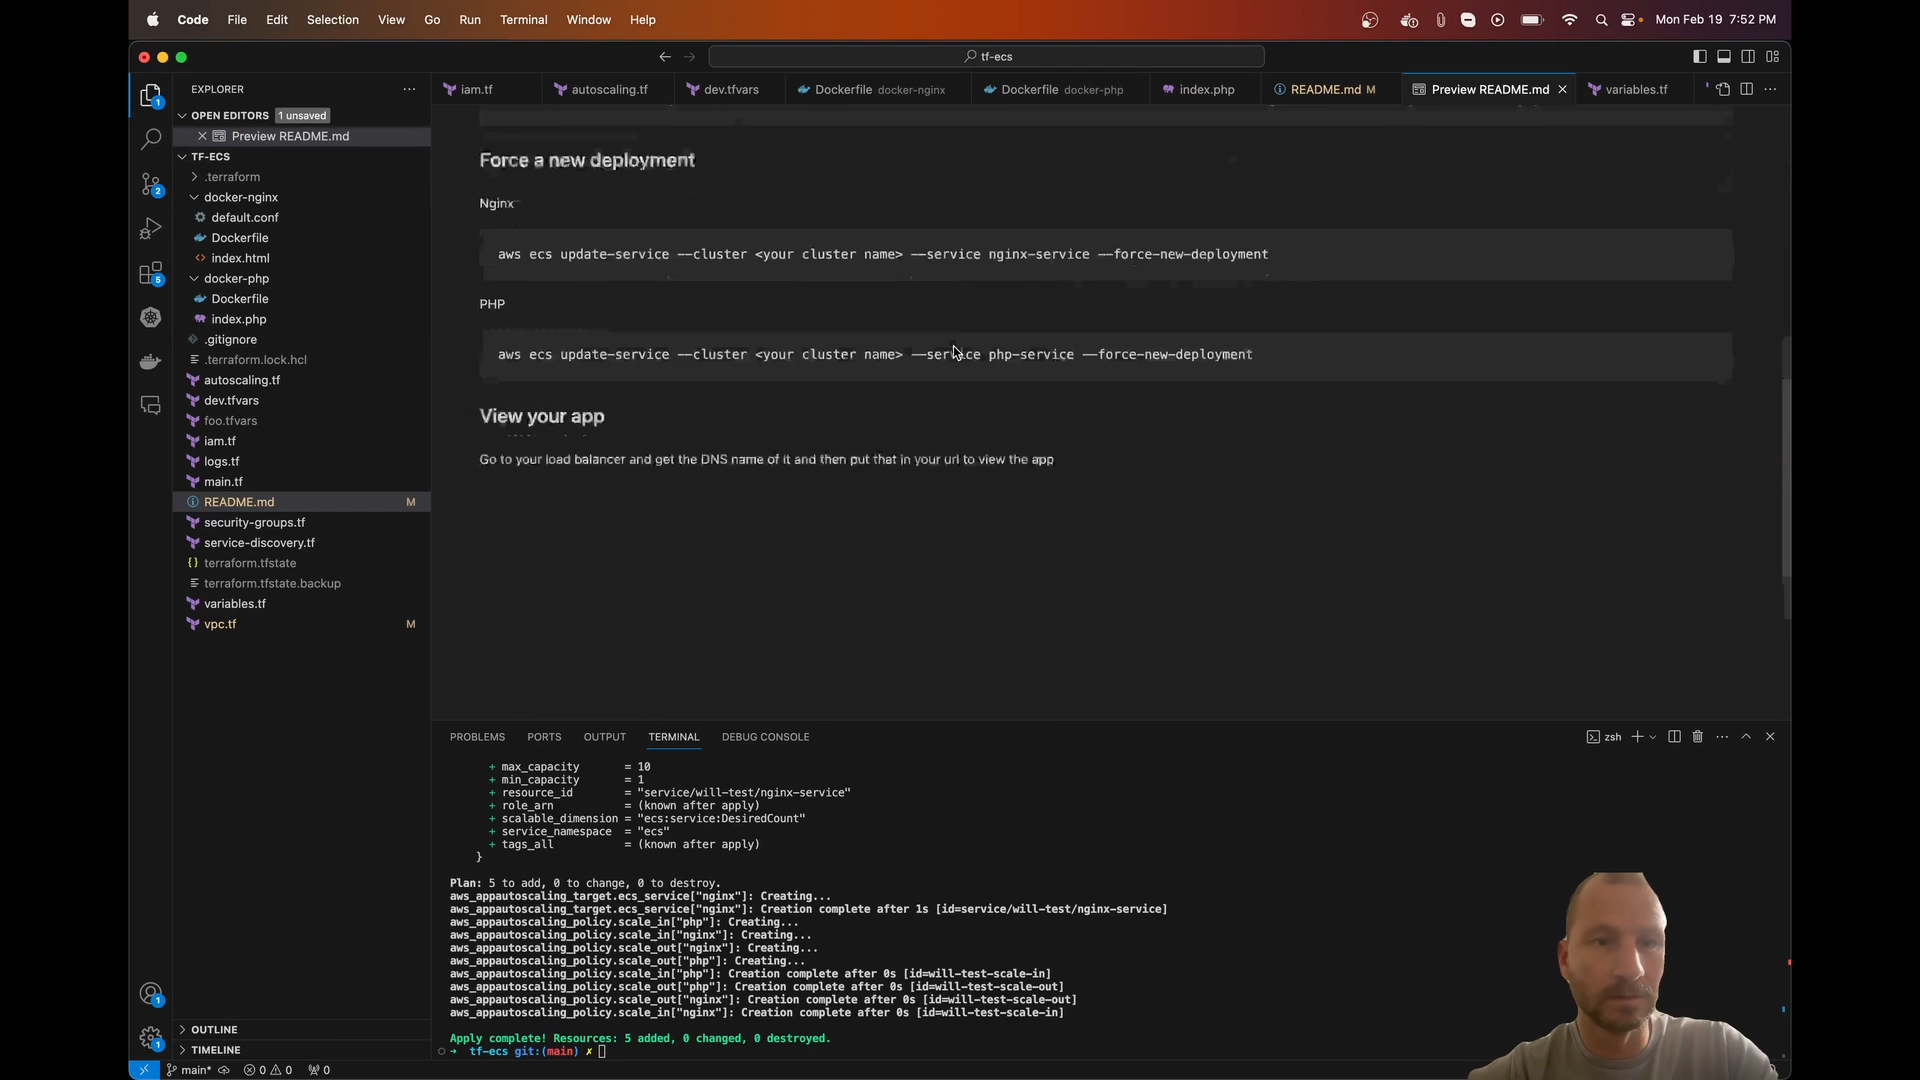 Code File Edit Selection View Go Run Terminal Window Help Mon Feb 19 7:52 PM
tf-ecs
EXPLORER
iam.tf autoscaling.tf dev.tfvars Dockerfile docker-nginx Dockerfile docker-php index.php README.md M Preview README.md variables.tf
OPEN EDITORS 1 unsaved
Preview README.md
TF-ECS
.terraform
docker-nginx
default.conf
Dockerfile
index.html
docker-php
Dockerfile
index.php
.gitignore
.terraform.lock.hcl
autoscaling.tf
dev.tfvars
foo.tfvars
iam.tf
logs.tf
main.tf
README.md M
security-groups.tf
service-discovery.tf
terraform.tfstate
terraform.tfstate.backup
variables.tf
vpc.tf M
OUTLINE
TIMELINE
Force a new deployment
Nginx
aws ecs update-service --cluster <your cluster name> --service nginx-service --force-new-deployment
PHP
aws ecs update-service --cluster <your cluster name> --service php-service --force-new-deployment
View your app
Go to your load balancer and get the DNS name of it and then put that in your url to view the app
PROBLEMS PORTS OUTPUT TERMINAL DEBUG CONSOLE zsh
+ max_capacity = 10
+ min_capacity = 1
+ resource_id = "service/will-test/nginx-service"
+ role_arn = (known after apply)
+ scalable_dimension = "ecs:service:DesiredCount"
+ service_namespace = "ecs"
+ tags_all = (known after apply)
}
Plan: 5 to add, 0 to change, 0 to destroy.
aws_appautoscaling_target.ecs_service["nginx"]: Creating...
aws_appautoscaling_target.ecs_service["nginx"]: Creation complete after 1s [id=service/will-test/nginx-service]
aws_appautoscaling_policy.scale_in["php"]: Creating...
aws_appautoscaling_policy.scale_in["nginx"]: Creating...
aws_appautoscaling_policy.scale_out["nginx"]: Creating...
aws_appautoscaling_policy.scale_out["php"]: Creating...
aws_appautoscaling_policy.scale_in["php"]: Creation complete after 0s [id=will-test-scale-in]
aws_appautoscaling_policy.scale_out["php"]: Creation complete after 0s [id=will-test-scale-out]
aws_appautoscaling_policy.scale_out["nginx"]: Creation complete after 0s [id=will-test-scale-out]
aws_appautoscaling_policy.scale_in["nginx"]: Creation complete after 0s [id=will-test-scale-in]
Apply complete! Resources: 5 added, 0 changed, 0 destroyed.
→ tf-ecs git:(main) ✗
main* 0 0 0